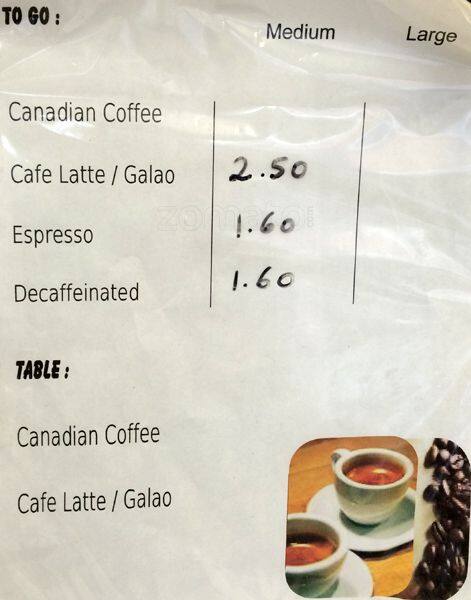 TO GO :
Medium Large
Canadian Coffee
Cafe Latte / Galao 2.50
zomato
Espresso 1.60
Decaffeinated 1.60
TABLE :
Canadian Coffee
Cafe Latte / Galao